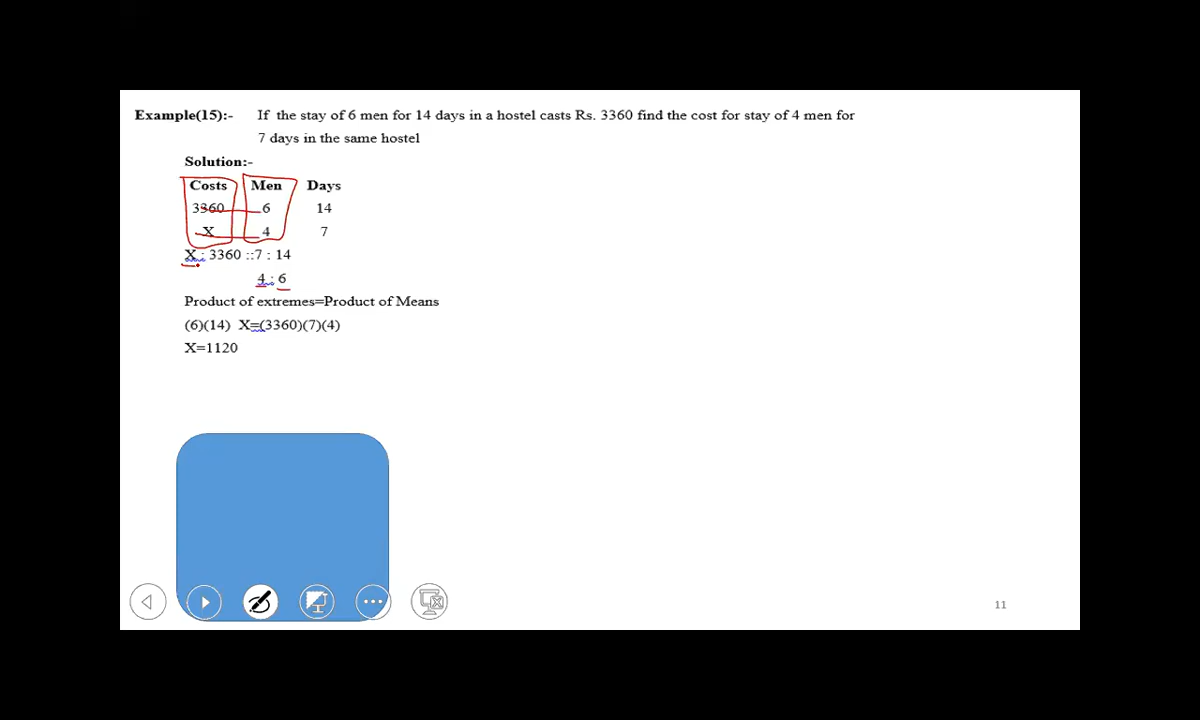 Example(15):- If the stay of 6 men for 14 days in a hostel casts Rs. 3360 find the cost for stay of 4 men for
7 days in the same hostel
Solution:-
Costs Men Days
3360 6 14
X 4 7
X : 3360 ::7 : 14
4 : 6
Product of extremes=Product of Means
(6)(14) X=(3360)(7)(4)
X=1120
11